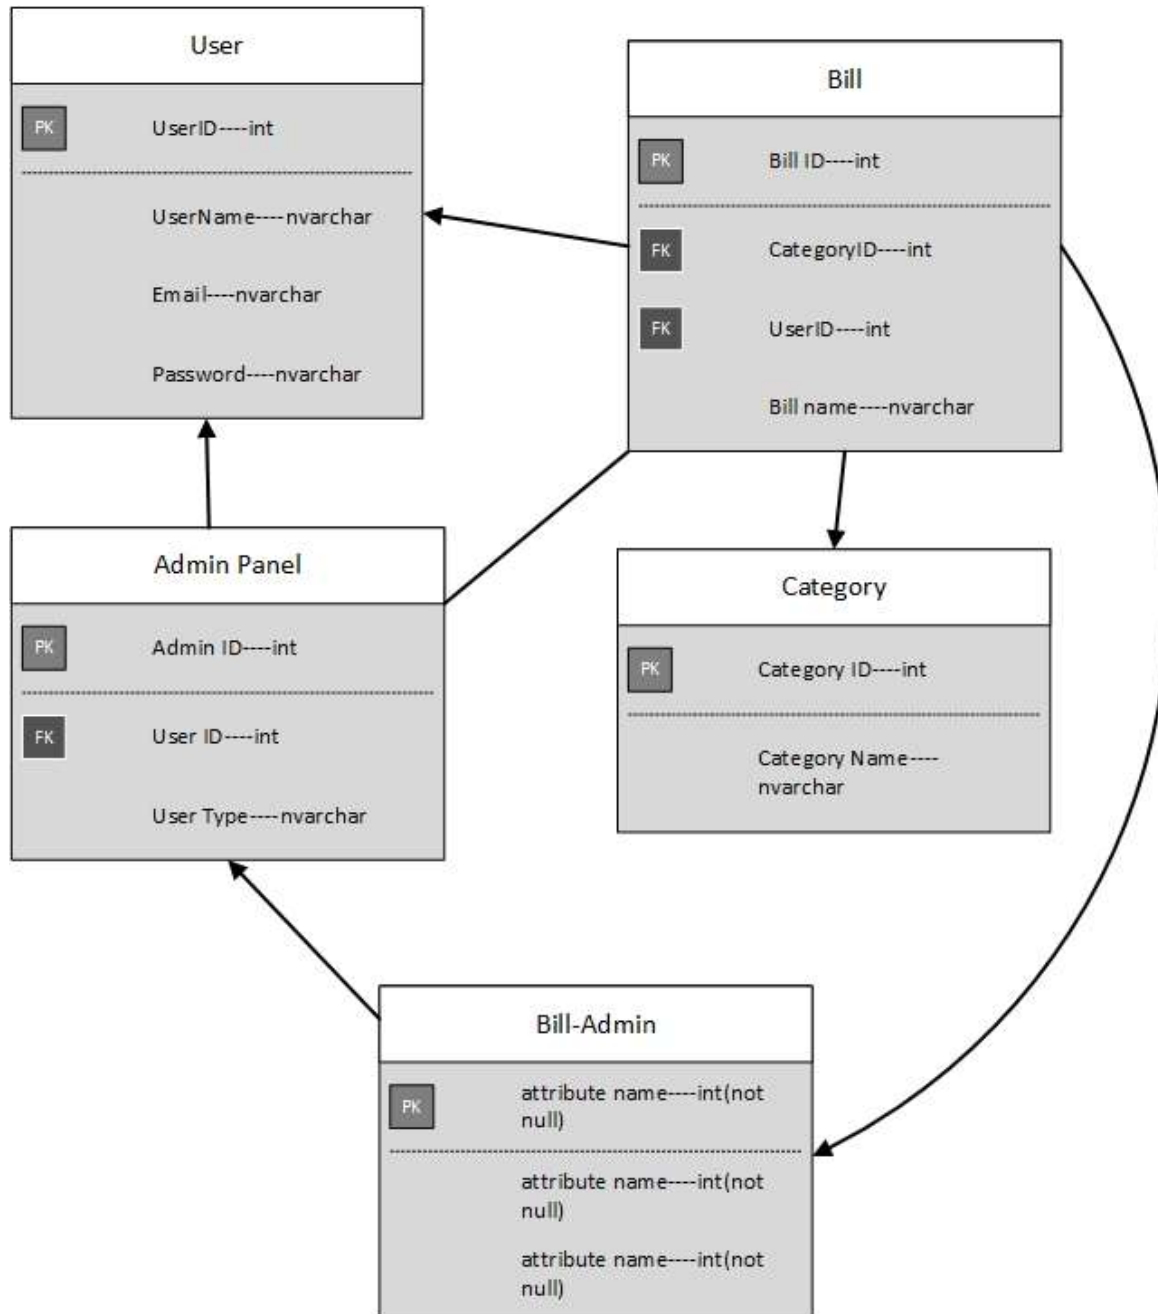 User
PK UserID----int
UserName----nvarchar
Email----nvarchar
Password----nvarchar
Bill
PK Bill ID----int
FK CategoryID----int
FK UserID----int
Bill name----nvarchar
Admin Panel
PK Admin ID----int
FK User ID----int
User Type----nvarchar
Category
PK Category ID----int
Category Name----
nvarchar
Bill-Admin
PK attribute name----int(not
null)
attribute name----int(not
null)
attribute name----int(not
null)